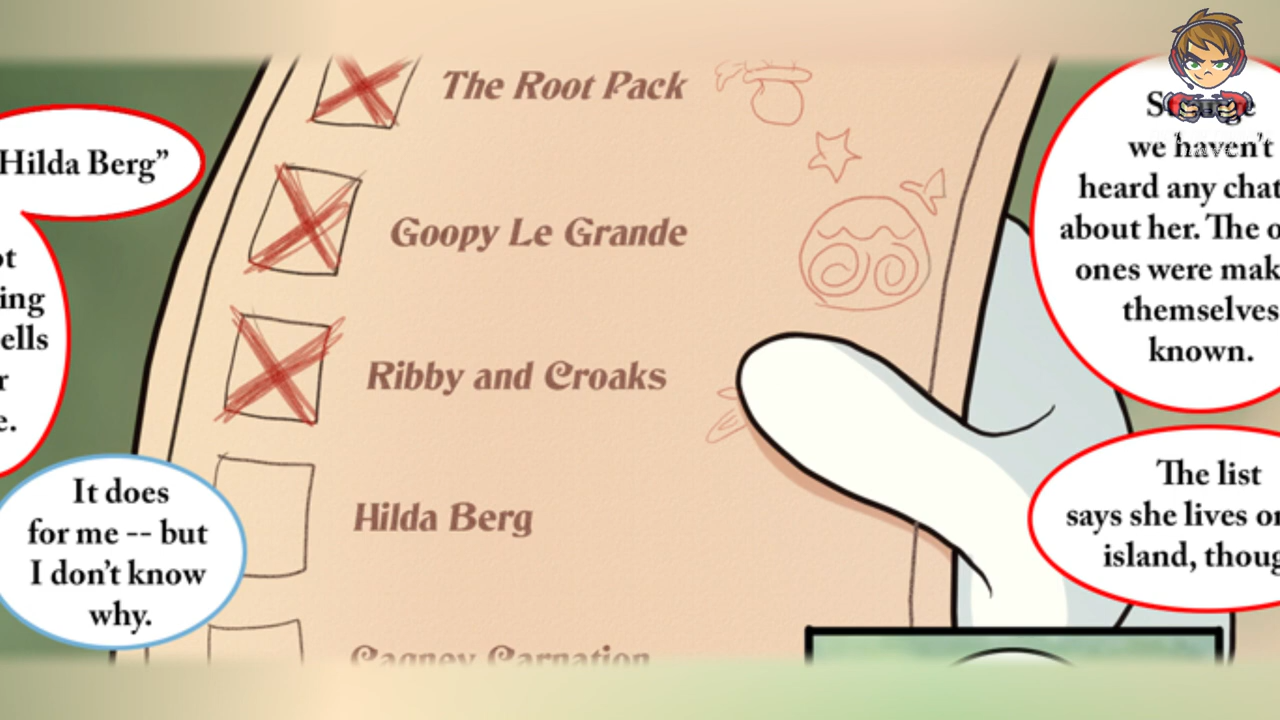 "Hilda Berg”
ot
ing
ells
r
e.
It does
for me -- but
I don't know
why.
The Root Pack
Goopy Le Grande
Ribby and Croaks
Hilda Berg
Cagney Carnation
we haven't
heard any chat
about her. The o
ones were mak
themselves
known.
The list
says she lives on
island, thoug